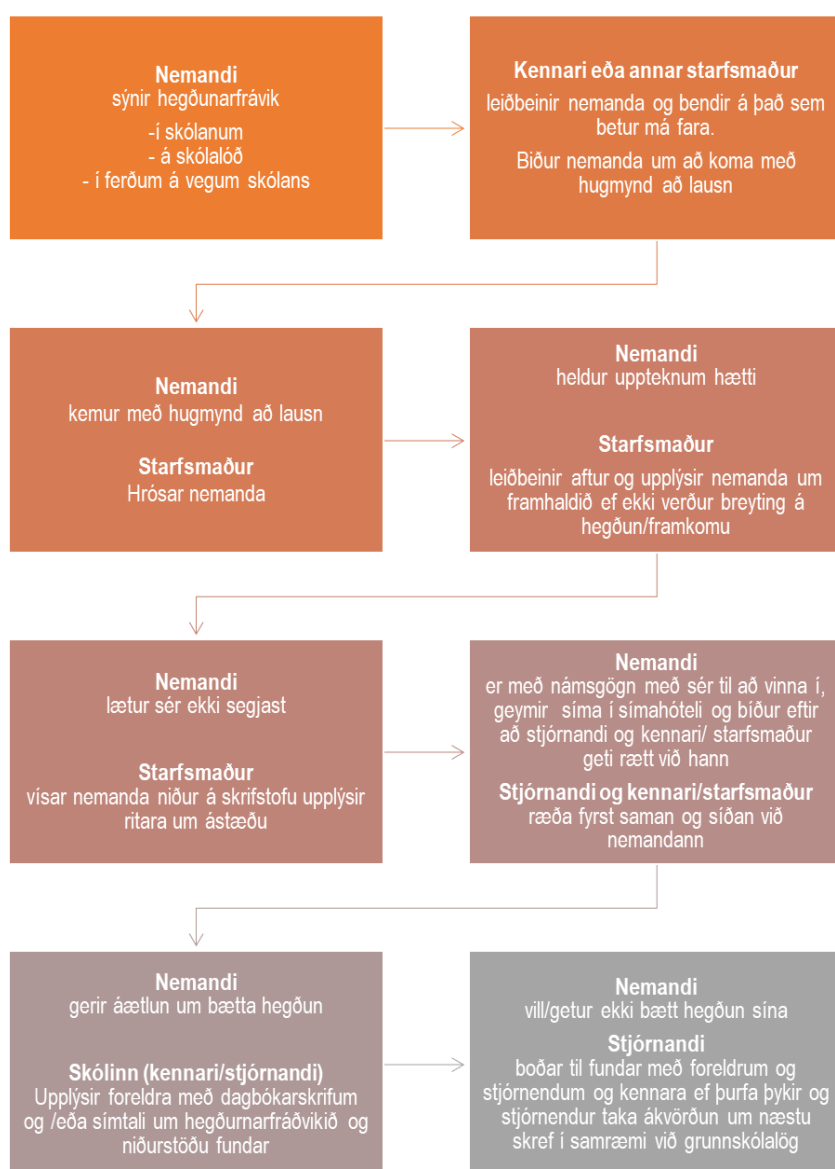 Nemandi
sýnir hegðunarfrávik
-í skólanum
- á skólalóð
- í ferðum á vegum skólans
Kennari eða annar starfsmaður
leiðbeinir nemanda og bendir á það sem
betur má fara.
Biður nemanda um að koma með
hugmynd að lausn
Nemandi
kemur með hugmynd að lausn
Starfsmaður
Hrósar nemanda
Nemandi
heldur uppteknum hætti
Starfsmaður
leiðbeinir aftur og upplýsir nemanda um
framhaldið ef ekki verður breyting á
hegðun/framkomu
Nemandi
lætur sér ekki segjast
Starfsmaður
vísar nemanda niður á skrifstofu upplýsir
ritara um ástæðu
Nemandi
er með námsgögn með sér til að vinna í,
geymir síma í símahóteli og bíður eftir
að stjórnandi og kennari/ starfsmaður
geti rætt við hann
Stjórnandi og kennari/starfsmaður
ræða fyrst saman og síðan við
nemandann
Nemandi
gerir áætlun um bætta hegðun
Skólinn (kennari/stjórnandi)
Upplýsir foreldra með dagbókarskrifum
og /eða símtali um hegðurnarfráðvikið og
niðurstöðu fundar
Nemandi
vill/getur ekki bætt hegðun sína
Stjórnandi
boðar til fundar með foreldrum og
stjórnendum og kennara ef þurfa þykir og
stjórnendur taka ákvörðun um næstu
skref í samræmi við grunnskólalög